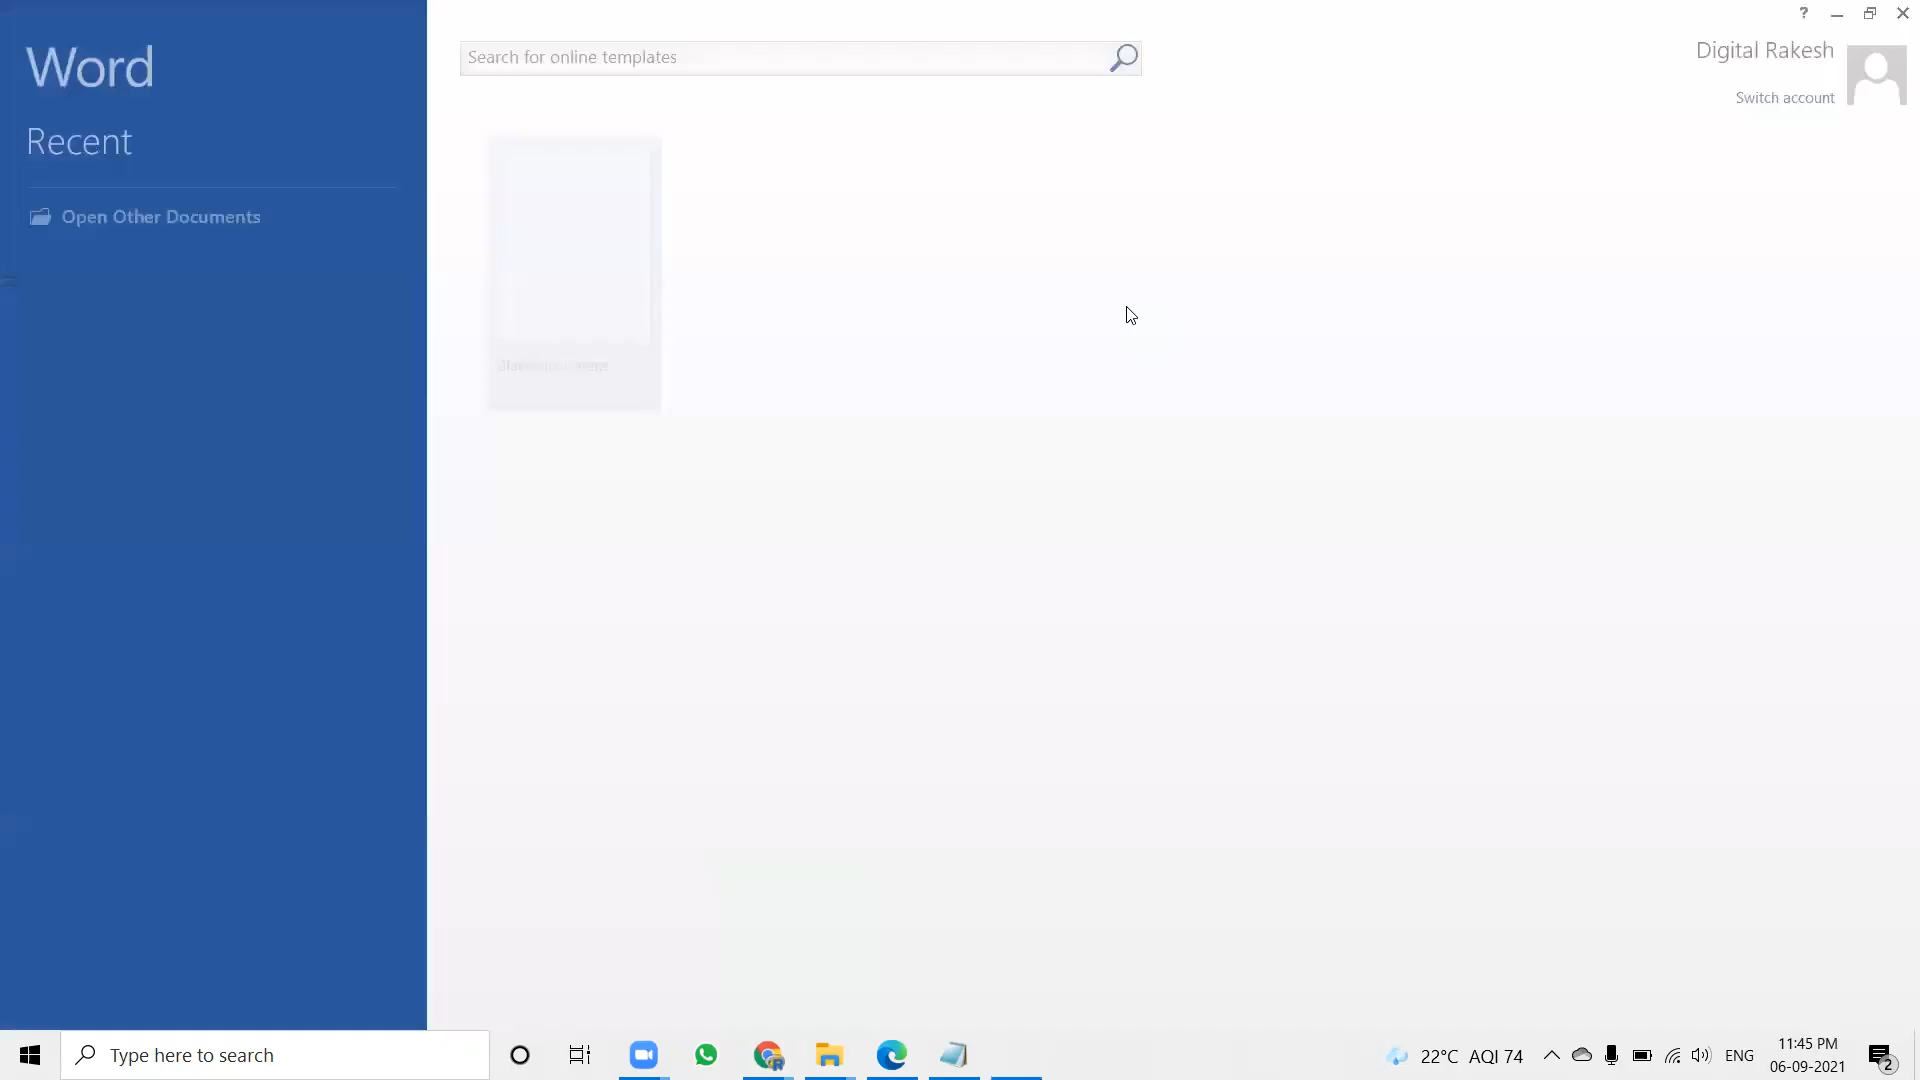 ?
Word
Search for online templates
Digital Rakesh
Switch account
Recent
Open Other Documents
Type here to search
22°C AQI 74
ENG
11:45 PM
06-09-2021
2